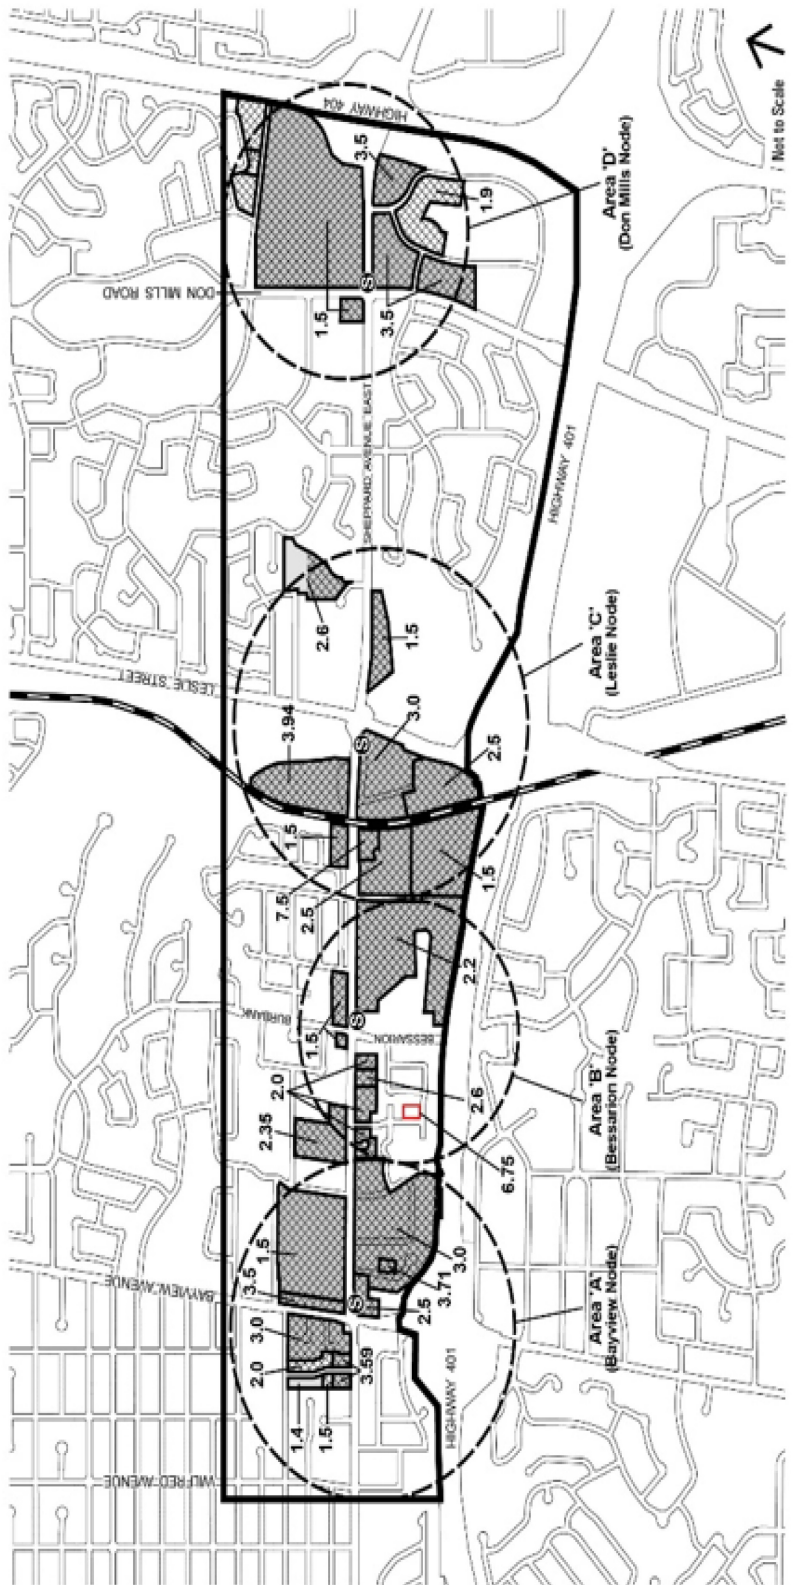 HIGHWAY 404
Not to Scale
3.5
1.9
Area 'D'
(Don Mills Node)
DON MILLS ROAD
S
1.5
3.5
SHEPPARD AVENUE EAST
HIGHWAY 401
2.6
1.5
Area 'C'
(Leslie Node)
LESLIE STREET
3.94
S
3.0
2.5
1.5
7.5
2.5
1.5
2.2
BURBANK
S
1.5
BESSARION
2.0
2.6
Area 'B'
(Bessarion Node)
2.35
6.75
BAYVIEW AVENUE
1.5
3.5
3.0
3.71
S
2.5
Area 'A'
(Bayview Node)
3.0
2.0
3.59
1.4
1.5
HIGHWAY 401
WILFRED AVENUE